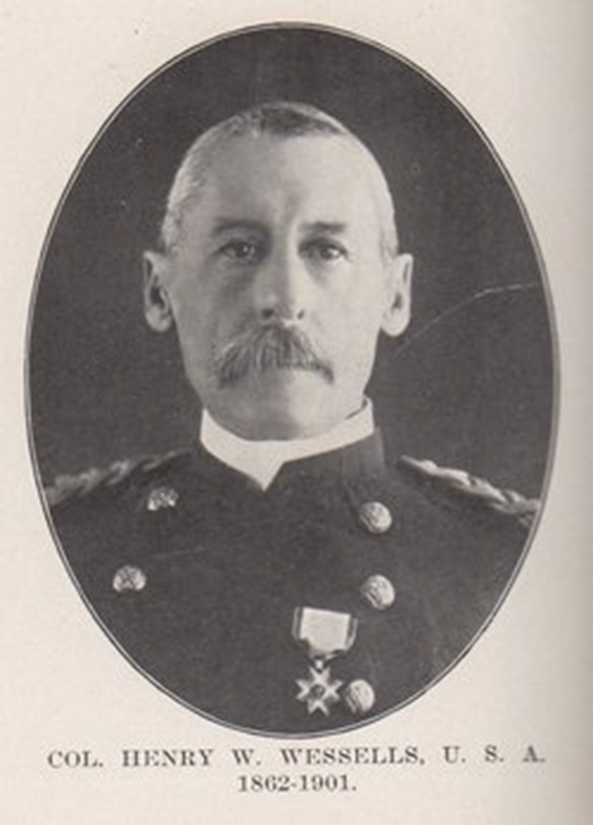 COL. HENRY W. WESSELLS, U. S. A.
1862-1901.